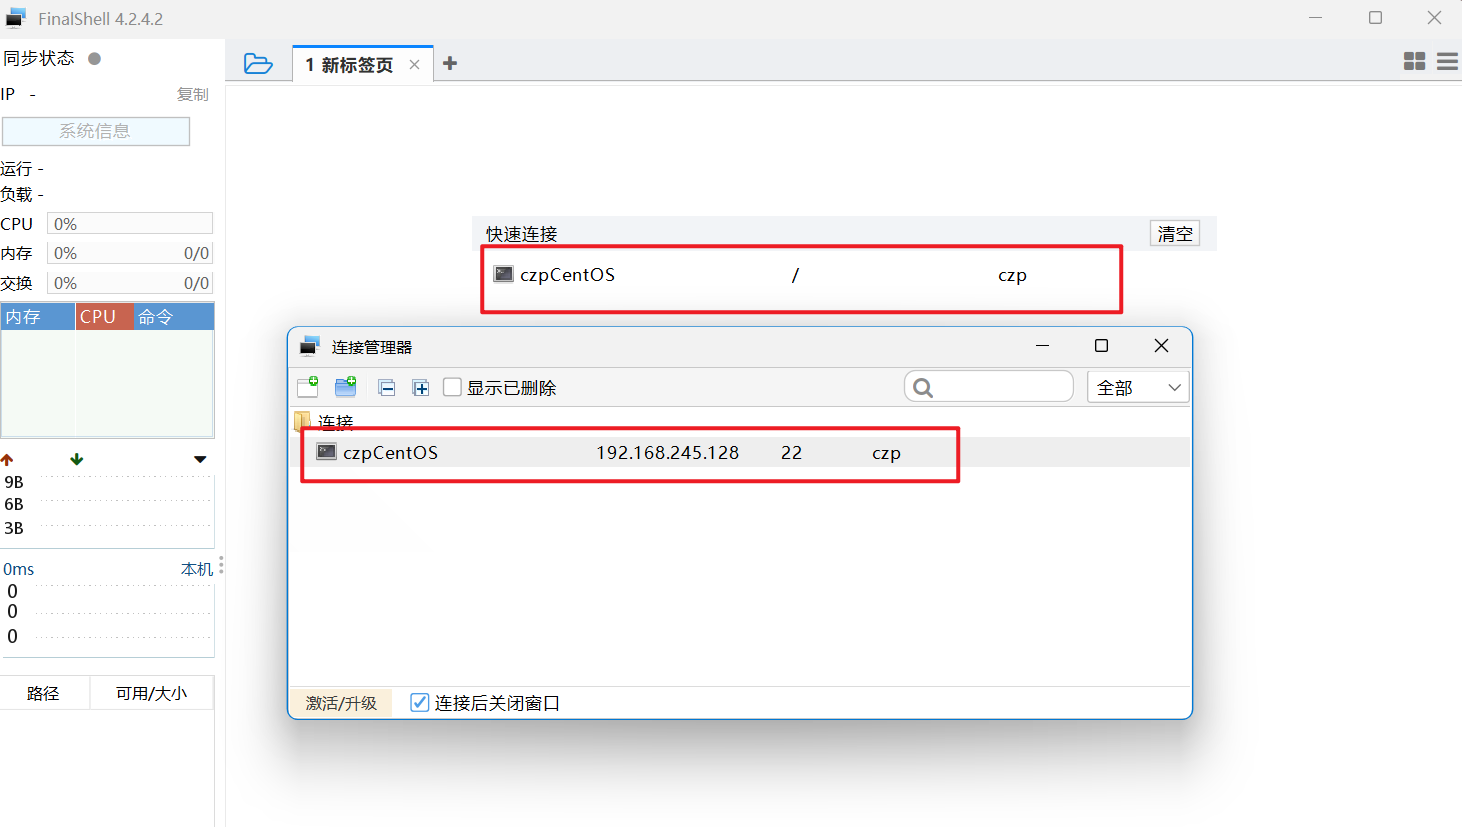 FinalShell 4.2.4.2
同步状态
IP - 复制
系统信息
运行 -
负载 -
CPU 0%
内存 0% 0/0
交换 0% 0/0
内存 CPU 命令
9B
6B
3B
0ms 本机
0
0
0
路径 可用/大小
1 新标签页
快速连接 清空
czpCentOS / czp
连接管理器
显示已删除 全部
连接
czpCentOS 192.168.245.128 22 czp
激活/升级 连接后关闭窗口